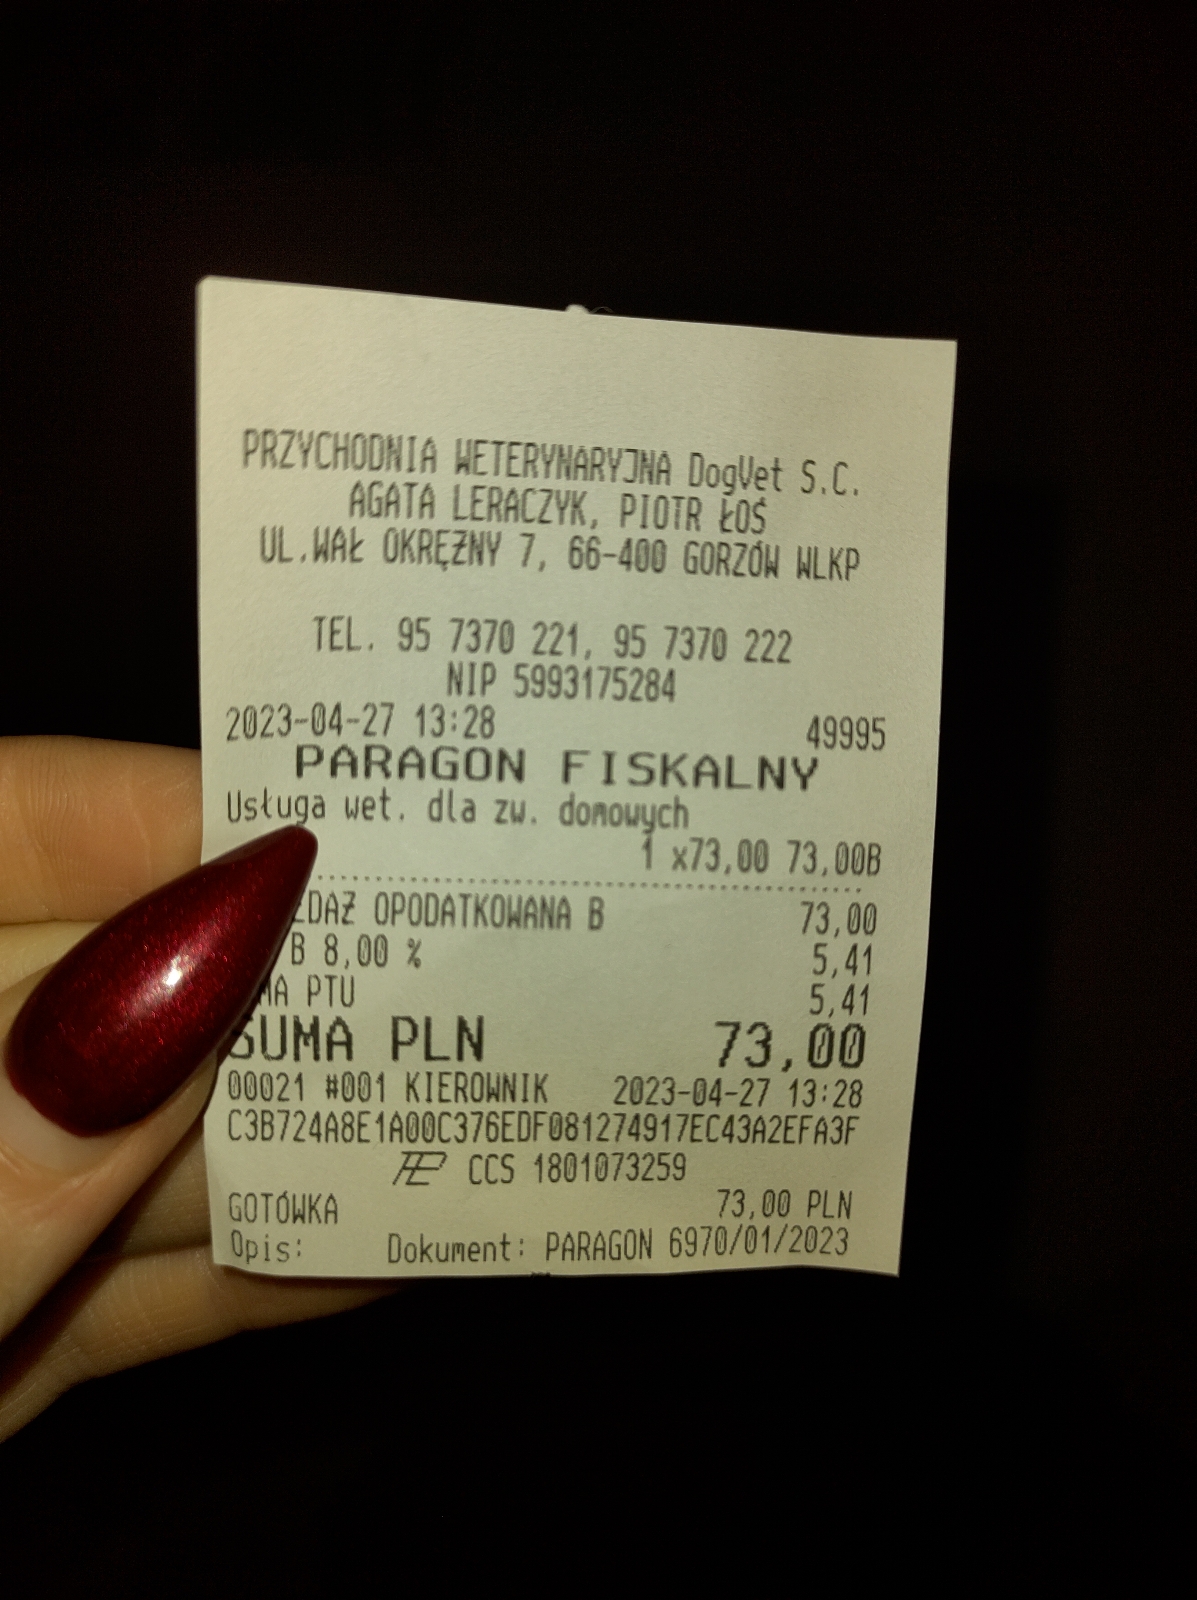 PRZYCHODNIA WETERYNARYJNA DogVet S.C.
AGATA LERACZYK, PIOTR ŁOŚ
UL.WAŁ OKRĘŻNY 7, 66-400 GORZÓW WLKP
TEL. 95 7370 221, 95 7370 222
NIP 5993175284
2023-04-27 13:28 49995
PARAGON FISKALNY
Usługa wet. dla zw. domowych
1 x73,00 73,00B
OPODATKOWANA B 73,00
B 8,00 % 5,41
PTU 5,41
SUMA PLN 73,00
00021 #001 KIEROWNIK 2023-04-27 13:28
C3B724A8E1A00C376EDF081274917EC43A2EFA3F
CCS 1801073259
GOTÓWKA 73,00 PLN
Opis: Dokument: PARAGON 6970/01/2023